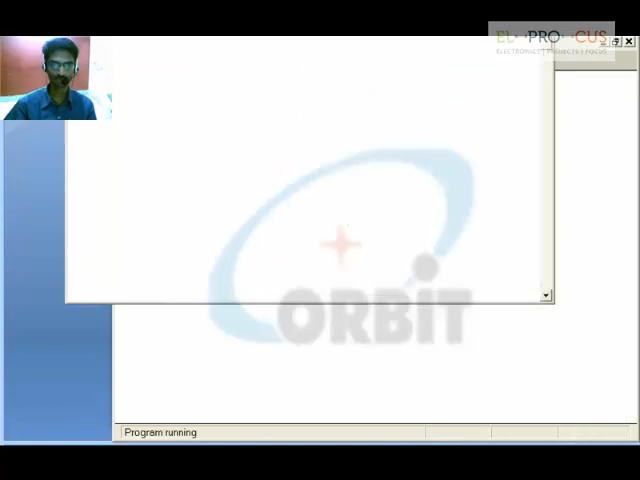 EL PRO CUS
ELECTRONICS | PROJECTS | FOCUS
ORBIT
Program running